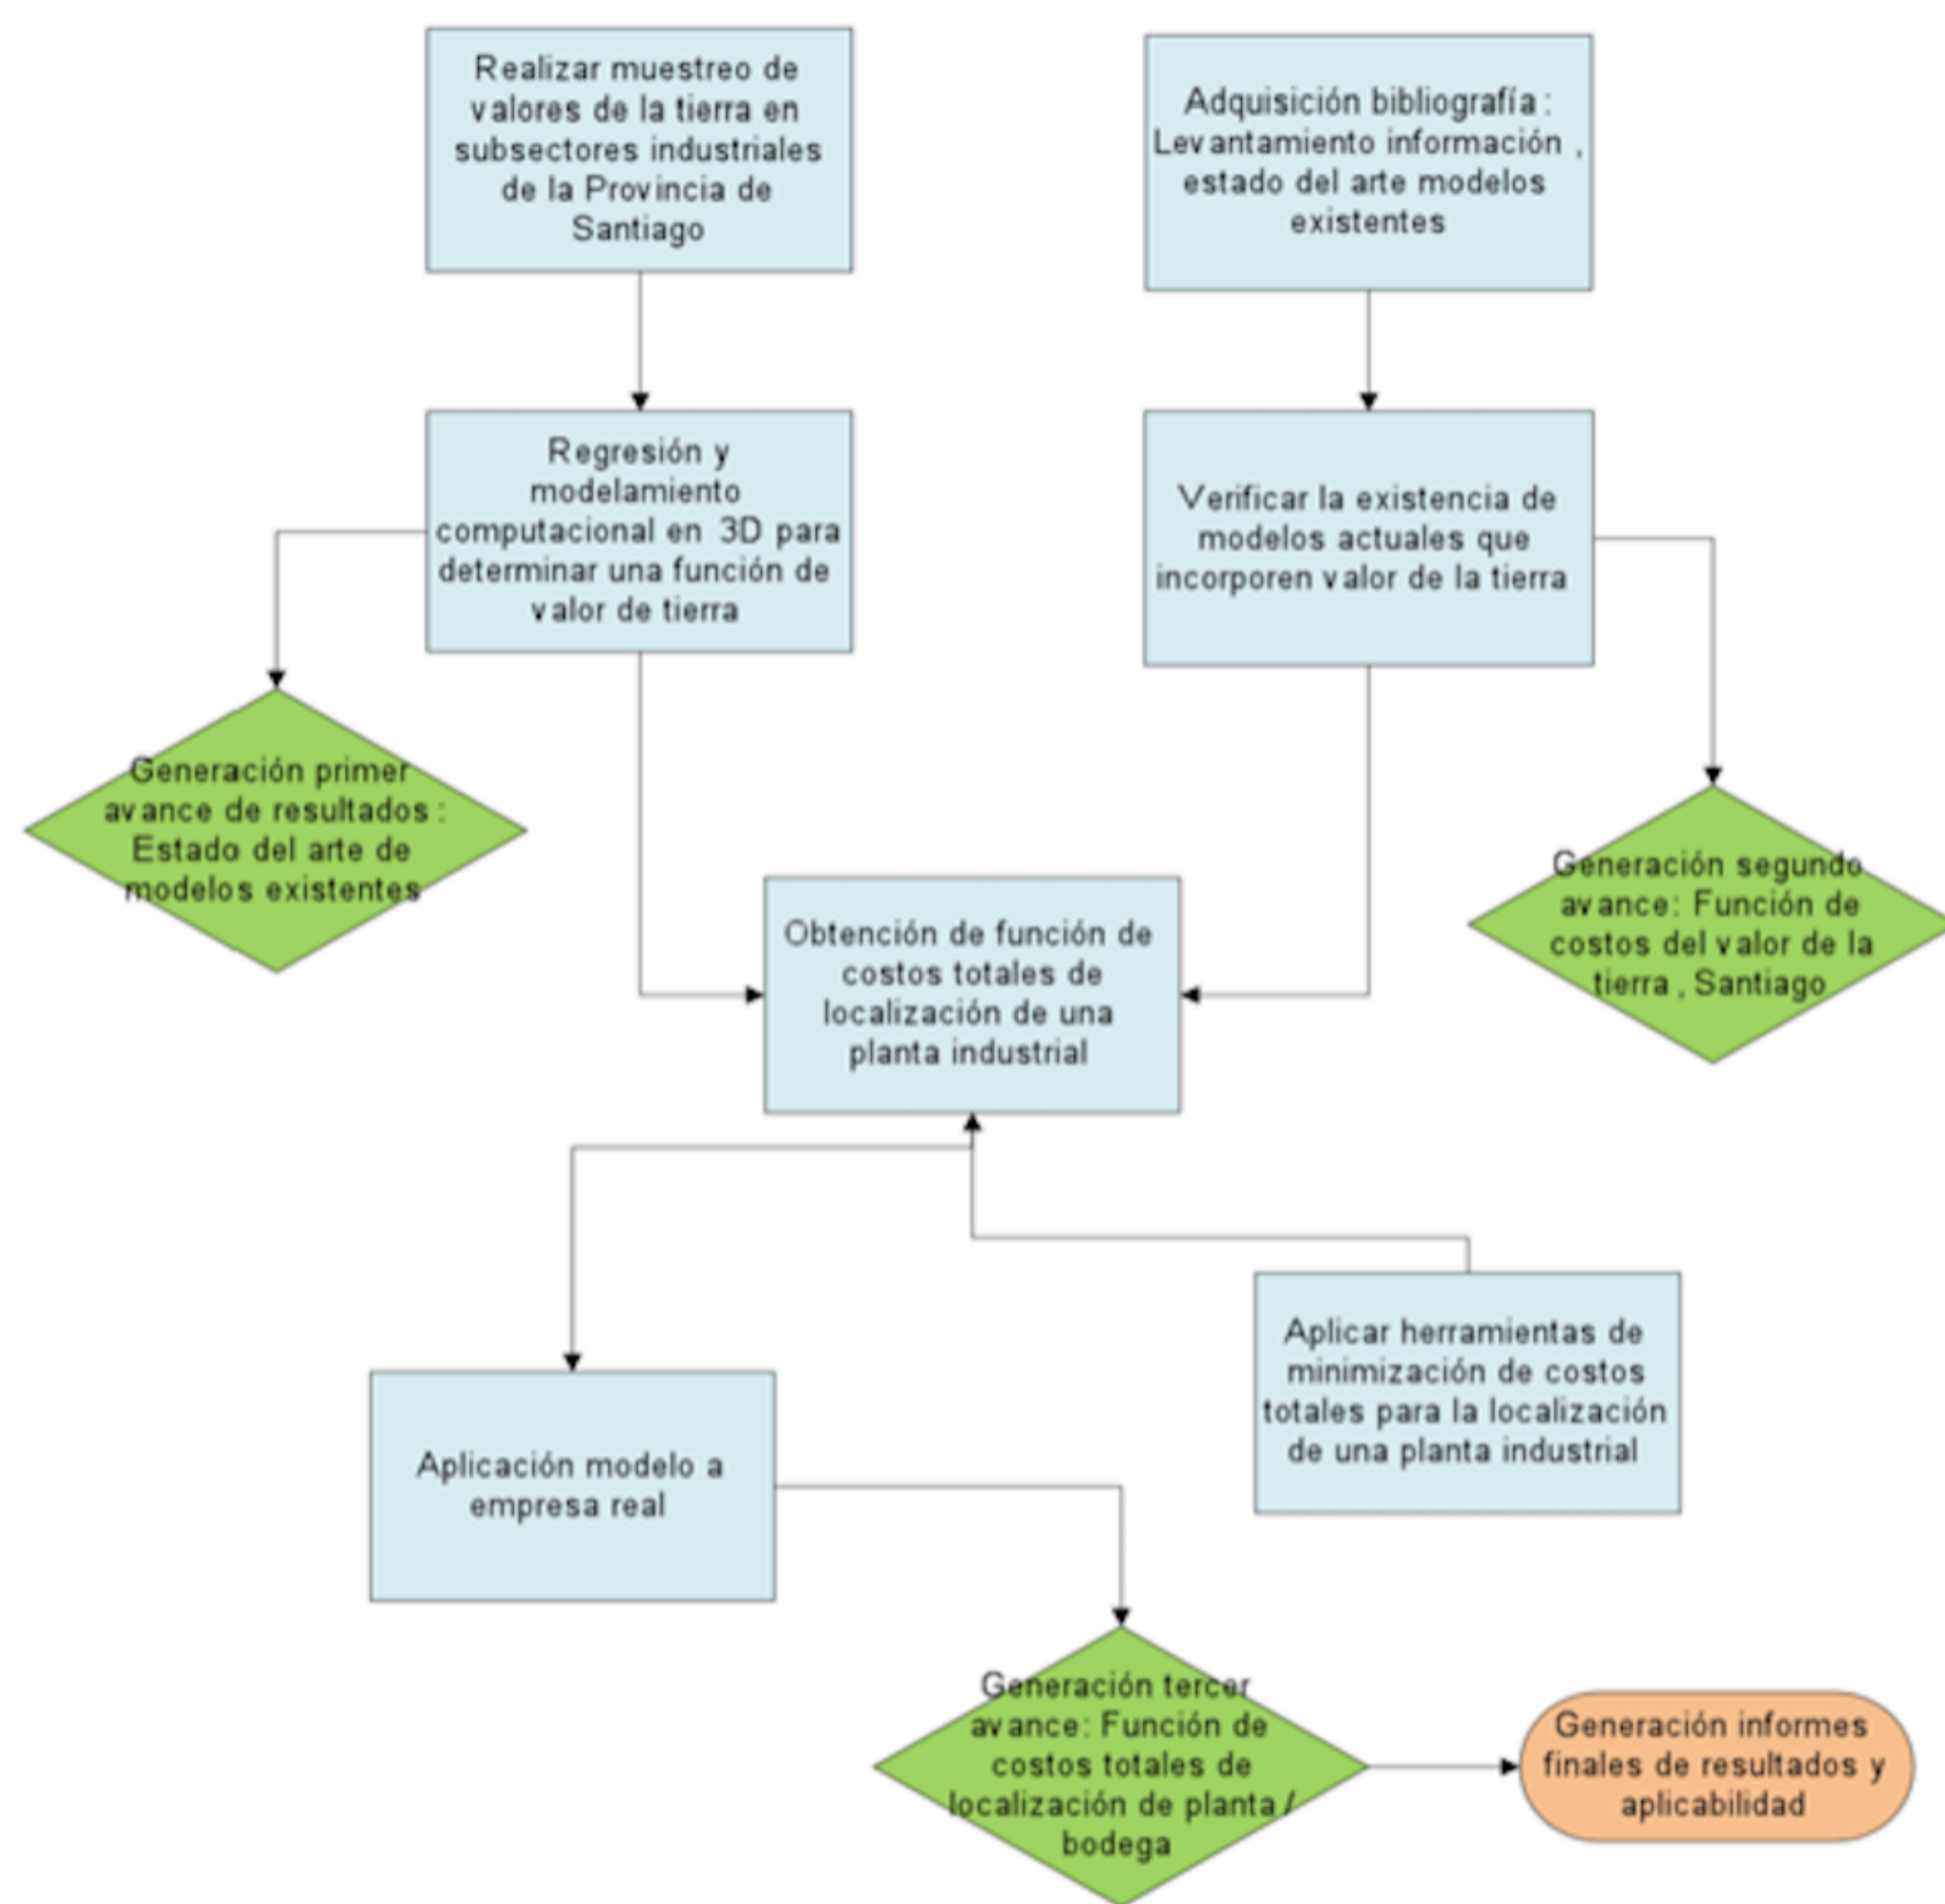 Realizar muestreo de
valores de la tierra en
subsectores industriales
de la Provincia de
Santiago
Adquisición bibliografía :
Levantamiento información ,
estado del arte modelos
existentes
Regresión y
modelamiento
computacional en 3D para
determinar una función de
valor de tierra
Verificar la existencia de
modelos actuales que
incorporen valor de la tierra
Generación primer
avance de resultados :
Estado del arte de
modelos existentes
Generación segundo
avance: Función de
costos del valor de la
tierra , Santiago
Obtención de función de
costos totales de
localización de una
planta industrial
Aplicar herramientas de
minimización de costos
totales para la localización
de una planta industrial
Aplicación modelo a
empresa real
Generación tercer
avance: Función de
costos totales de
localización de planta /
bodega
Generación informes
finales de resultados y
aplicabilidad